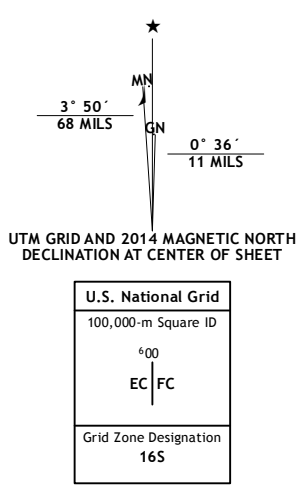 ★
MN
3° 50´
68 MILS
GN
0° 36´
11 MILS
UTM GRID AND 2014 MAGNETIC NORTH
DECLINATION AT CENTER OF SHEET
U.S. National Grid
100,000-m Square ID
⁶00
EC FC
Grid Zone Designation
16S